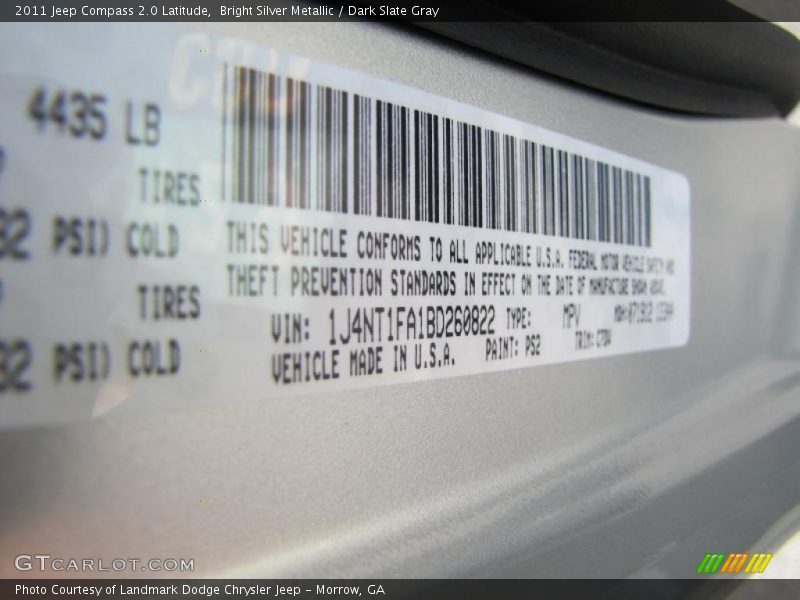 2011 Jeep Compass 2.0 Latitude,  Bright Silver Metallic / Dark Slate Gray
4435 LB
TIRES
32 PSI) COLD
TIRES
32 PSI) COLD
THIS VEHICLE CONFORMS TO ALL APPLICABLE U.S.A. FEDERAL MOTOR VEHICLE SAFETY AND
THEFT PREVENTION STANDARDS IN EFFECT ON THE DATE OF MANUFACTURE SHOWN ABOVE.
VIN: 1J4NT1FA1BD260822 TYPE: MPV
VEHICLE MADE IN U.S.A. PAINT: PS2 TRIM:
GTCARLOT.COM
Photo Courtesy of Landmark Dodge Chrysler Jeep – Morrow, GA